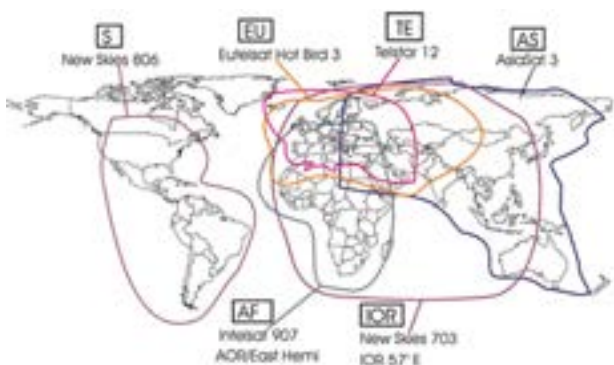 S
New Skies 806
EU
Eutelsat Hot Bird 3
TE
Telstar 12
AS
AsiaSat 3
AF
Intelsat 907
AOR/East Hemi
IOR
New Skies 703
IOR 57° E